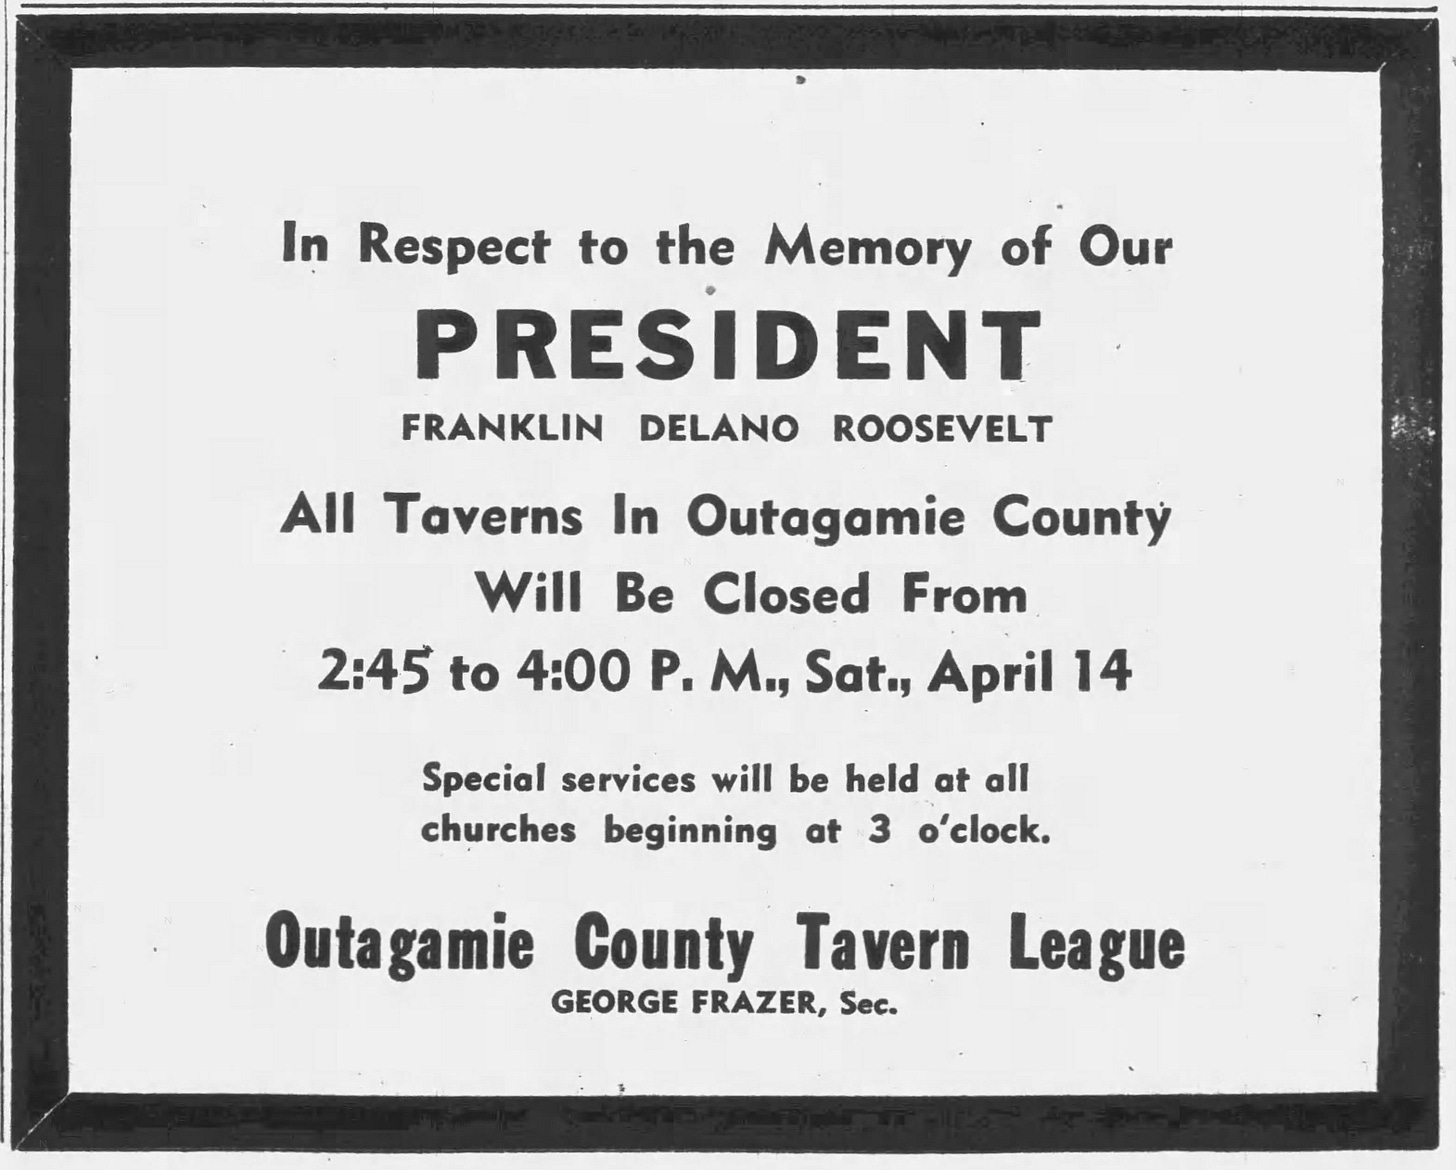 In Respect to the Memory of Our
PRESIDENT
FRANKLIN DELANO ROOSEVELT
All Taverns In Outagamie County
Will Be Closed From
2:45 to 4:00 P. M., Sat., April 14
Special services will be held at all
churches beginning at 3 o'clock.
Outagamie County Tavern League
GEORGE FRAZER, Sec.